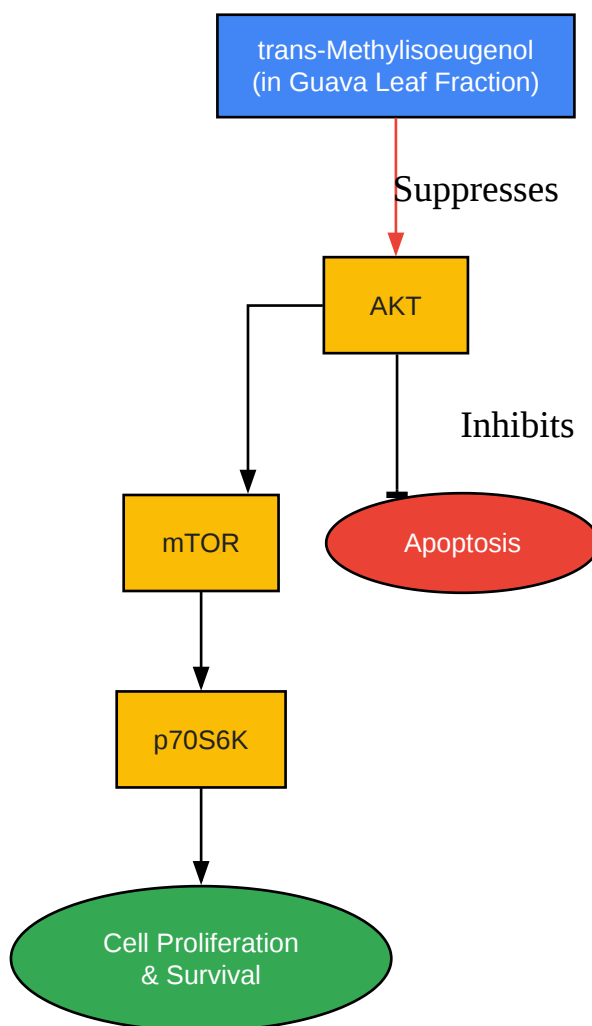 trans-Methylisoeugenol
(in Guava Leaf Fraction)
Suppresses
AKT
Inhibits
mTOR
Apoptosis
p70S6K
Cell Proliferation
& Survival